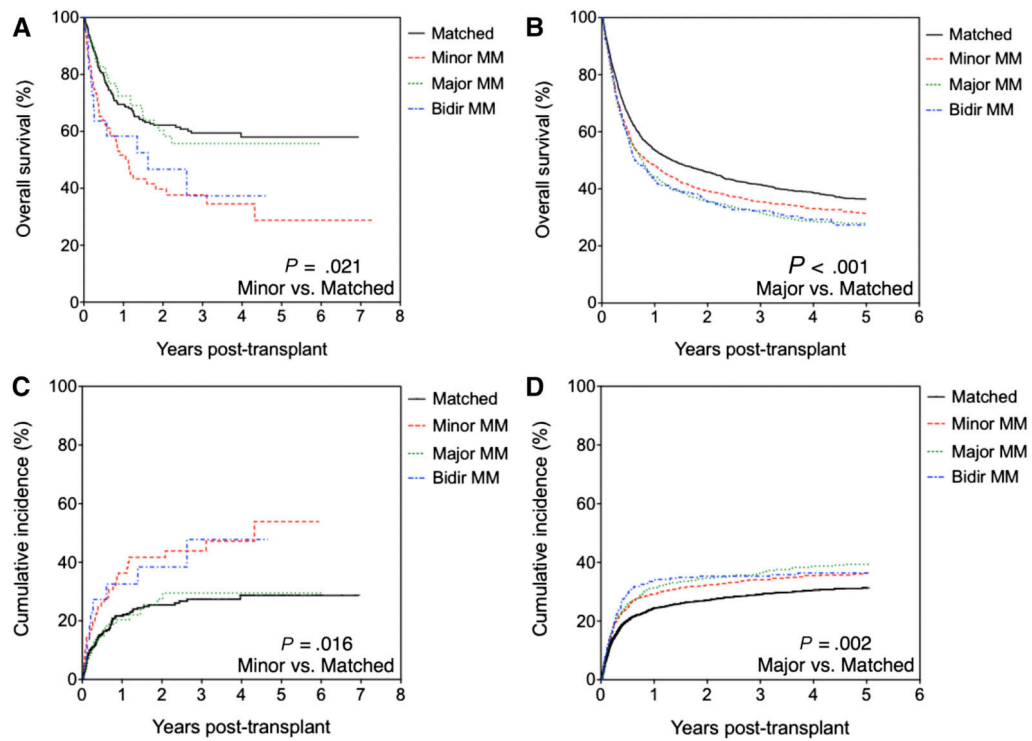 A
Overall survival (%)
100
80
60
40
20
0
0 1 2 3 4 5 6 7 8
Years post-transplant
Matched
Minor MM
Major MM
Bidir MM
P = .021
Minor vs. Matched
B
Overall survival (%)
100
80
60
40
20
0
0 1 2 3 4 5 6
Years post-transplant
Matched
Minor MM
Major MM
Bidir MM
P < .001
Major vs. Matched
C
Cumulative incidence (%)
100
80
60
40
20
0
0 1 2 3 4 5 6 7 8
Years post-transplant
Matched
Minor MM
Major MM
Bidir MM
P = .016
Minor vs. Matched
D
Cumulative incidence (%)
100
80
60
40
20
0
0 1 2 3 4 5 6
Years post-transplant
Matched
Minor MM
Major MM
Bidir MM
P = .002
Major vs. Matched